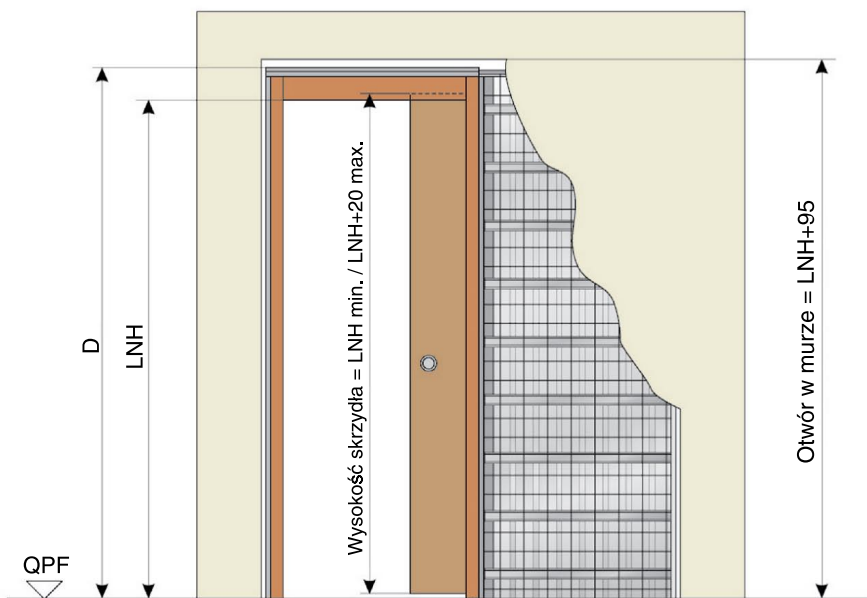 D
LNH
Wysokość skrzydła = LNH min. / LNH+20 max.
Otwór w murze = LNH+95
QPF